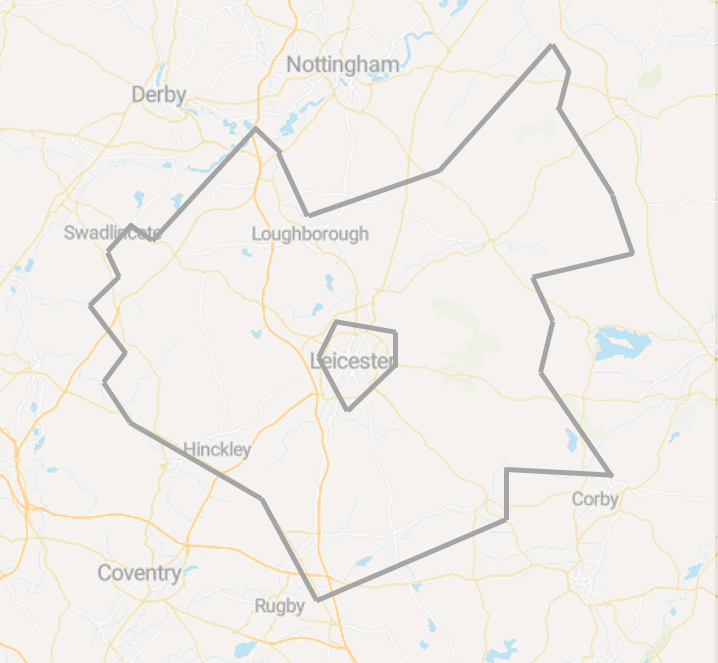 Nottingham
Derby
Swadlincote
Loughborough
Leicester
Hinckley
Corby
Coventry
Rugby